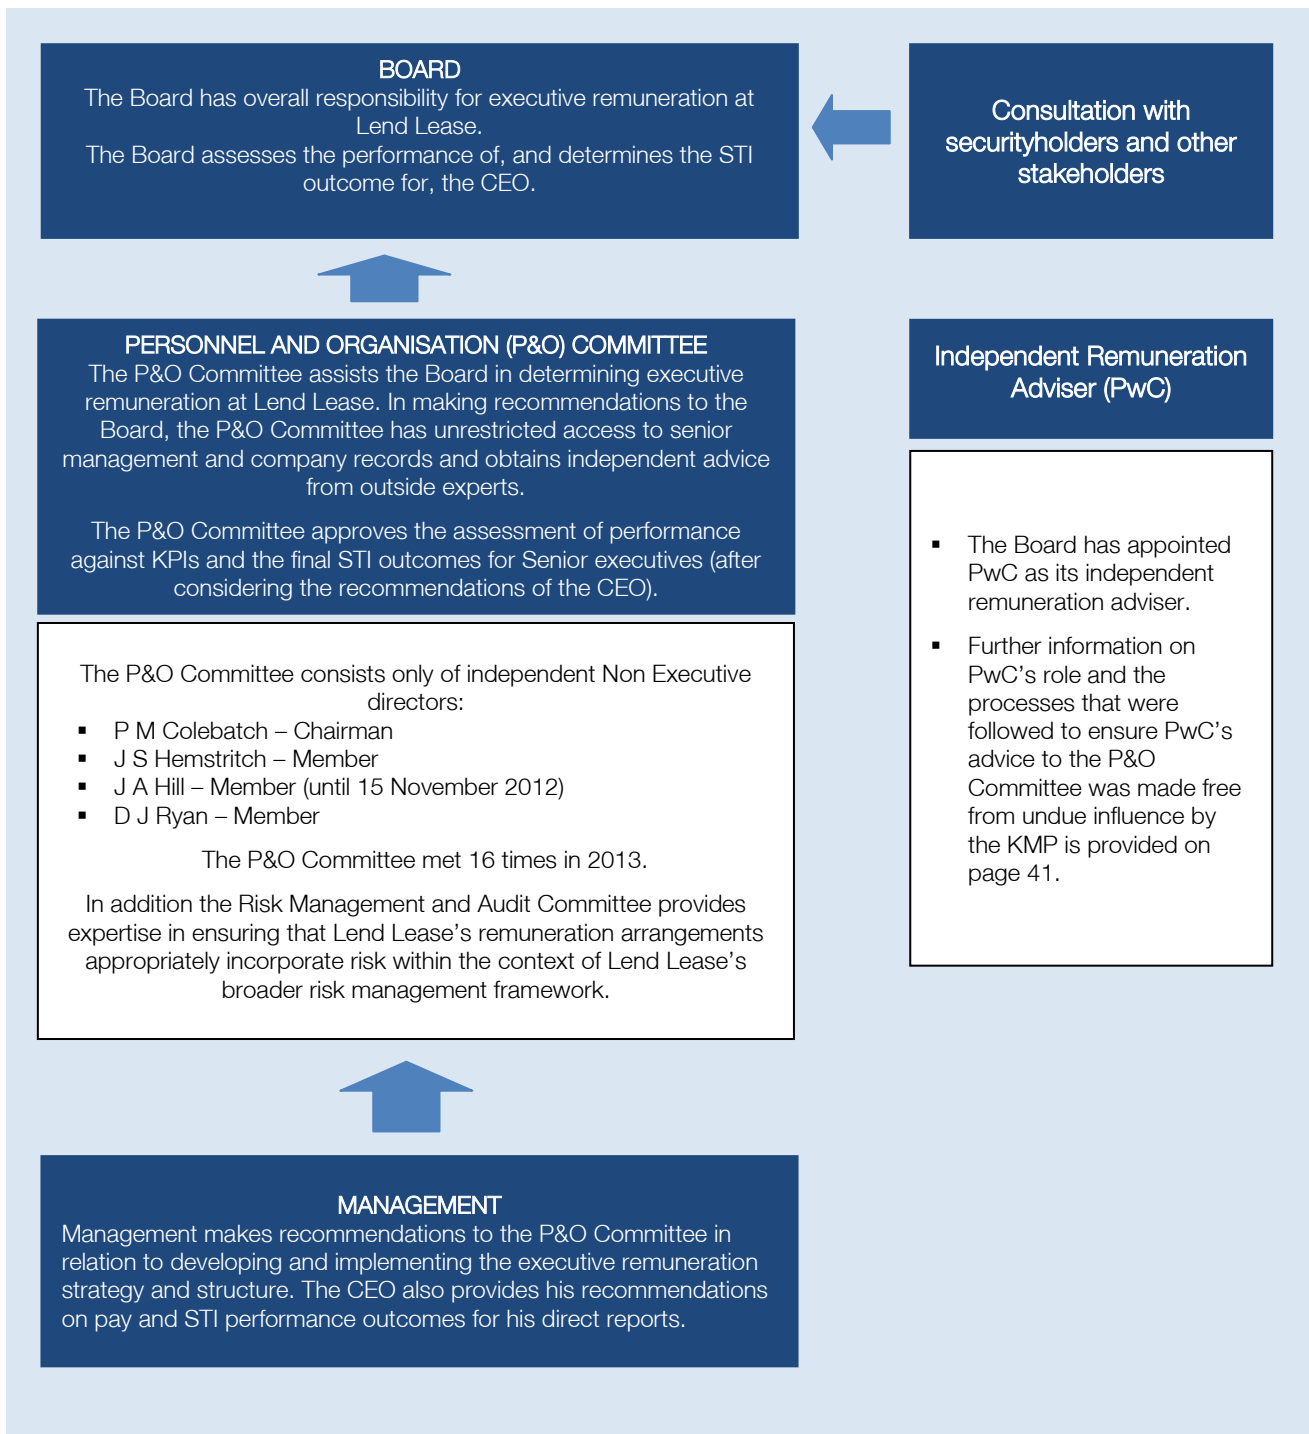 BOARD
The Board has overall responsibility for executive remuneration at
Lend Lease.
The Board assesses the performance of, and determines the STI
outcome for, the CEO.
Consultation with
securityholders and other
stakeholders
PERSONNEL AND ORGANISATION (P&O) COMMITTEE
The P&O Committee assists the Board in determining executive
remuneration at Lend Lease. In making recommendations to the
Board, the P&O Committee has unrestricted access to senior
management and company records and obtains independent advice
from outside experts.
The P&O Committee approves the assessment of performance
against KPIs and the final STI outcomes for Senior executives (after
considering the recommendations of the CEO).
The P&O Committee consists only of independent Non Executive
directors:
▪ P M Colebatch – Chairman
▪ J S Hemstritch – Member
▪ J A Hill – Member (until 15 November 2012)
▪ D J Ryan – Member
The P&O Committee met 16 times in 2013.
In addition the Risk Management and Audit Committee provides
expertise in ensuring that Lend Lease's remuneration arrangements
appropriately incorporate risk within the context of Lend Lease's
broader risk management framework.
Independent Remuneration
Adviser (PwC)
▪ The Board has appointed
PwC as its independent
remuneration adviser.
▪ Further information on
PwC's role and the
processes that were
followed to ensure PwC's
advice to the P&O
Committee was made free
from undue influence by
the KMP is provided on
page 41.
MANAGEMENT
Management makes recommendations to the P&O Committee in
relation to developing and implementing the executive remuneration
strategy and structure. The CEO also provides his recommendations
on pay and STI performance outcomes for his direct reports.